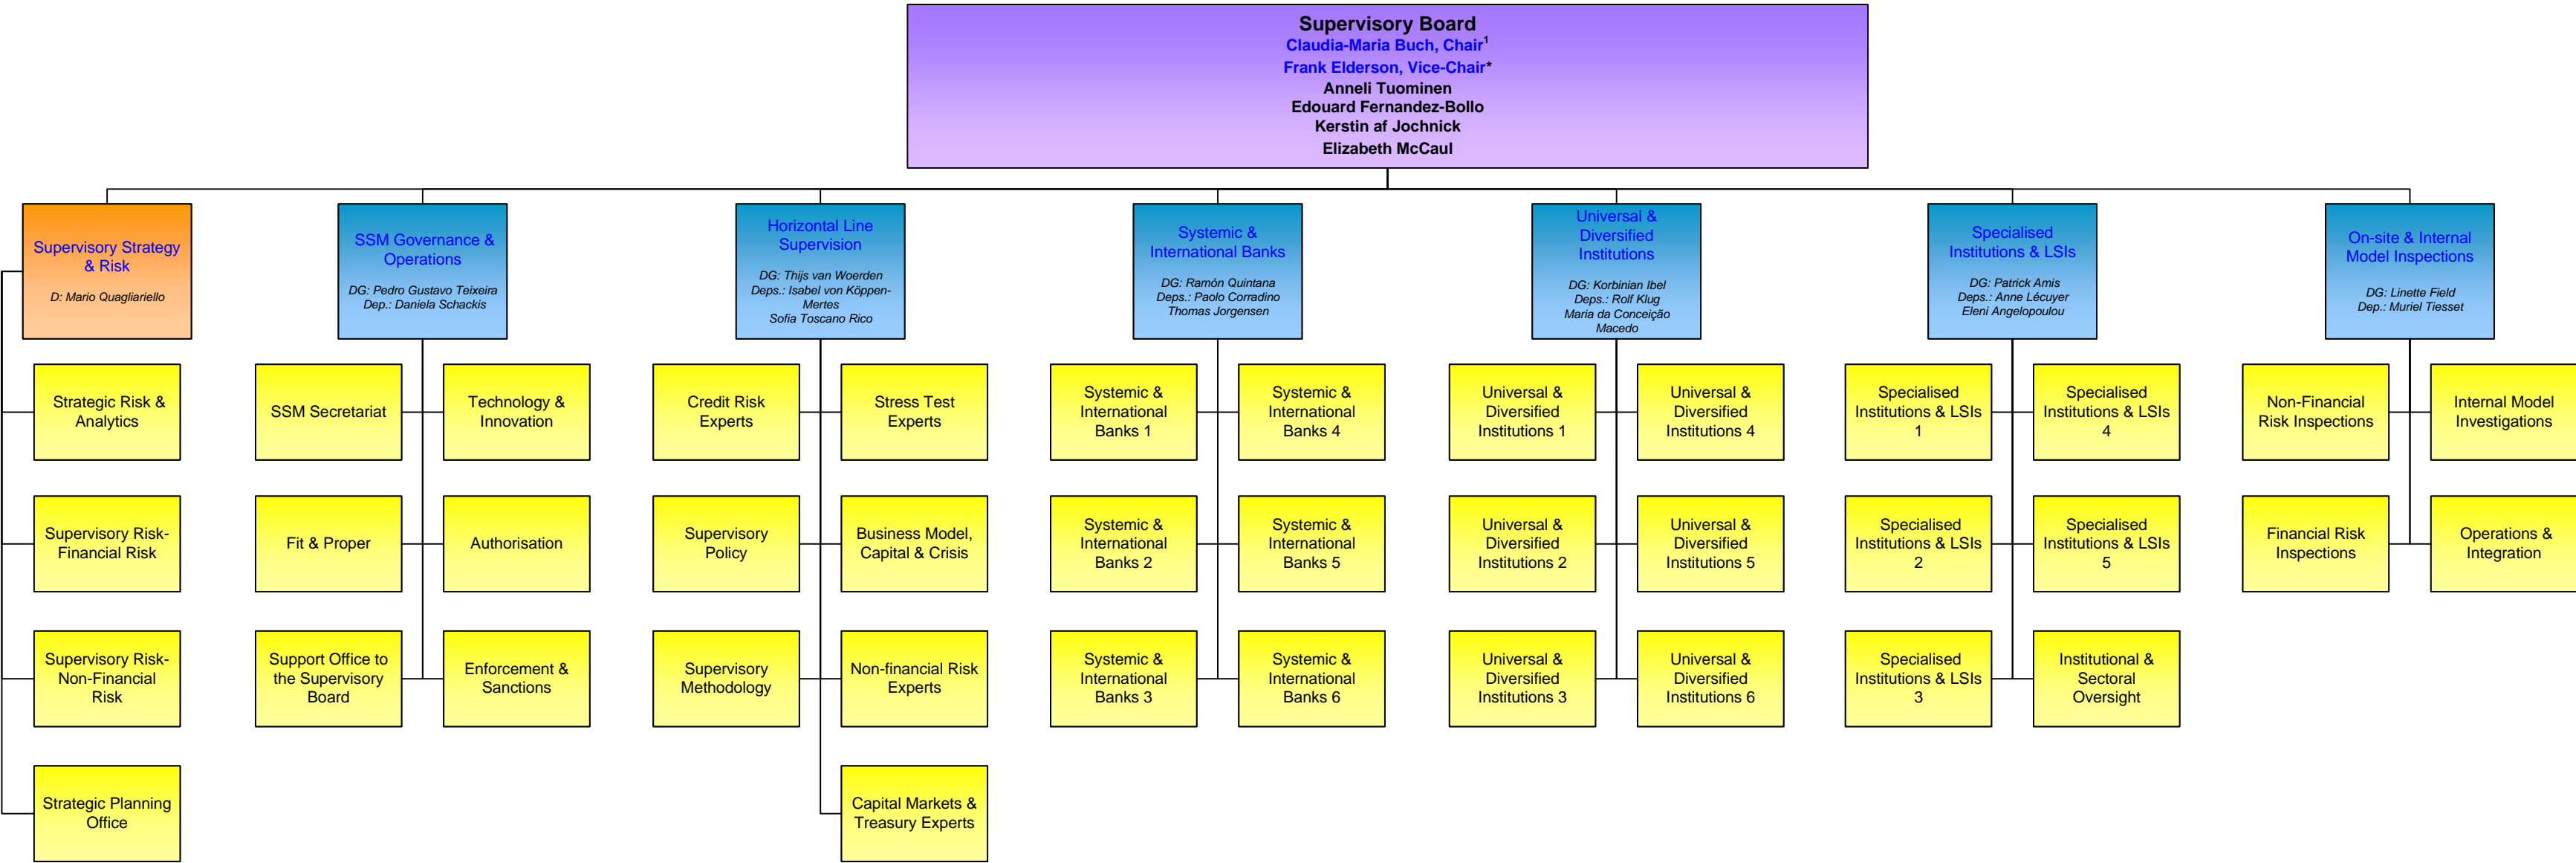 Supervisory Board
Claudia-Maria Buch, Chair¹
Frank Elderson, Vice-Chair*
Anneli Tuominen
Edouard Fernandez-Bollo
Kerstin af Jochnick
Elizabeth McCaul
Supervisory Strategy
& Risk
D: Mario Quagliariello
SSM Governance &
Operations
DG: Pedro Gustavo Teixeira
Dep.: Daniela Schackis
Horizontal Line
Supervision
DG: Thijs van Woerden
Deps.: Isabel von Köppen-
Mertes
Sofia Toscano Rico
Systemic &
International Banks
DG: Ramón Quintana
Deps.: Paolo Corradino
Thomas Jorgensen
Universal &
Diversified
Institutions
DG: Korbinian Ibel
Deps.: Rolf Klug
Maria da Conceição
Macedo
Specialised
Institutions & LSIs
DG: Patrick Amis
Deps.: Anne Lécuyer
Eleni Angelopoulou
On-site & Internal
Model Inspections
DG: Linette Field
Dep.: Muriel Tiesset
Strategic Risk &
Analytics
SSM Secretariat
Technology &
Innovation
Credit Risk
Experts
Stress Test
Experts
Systemic &
International
Banks 1
Systemic &
International
Banks 4
Universal &
Diversified
Institutions 1
Universal &
Diversified
Institutions 4
Specialised
Institutions & LSIs
1
Specialised
Institutions & LSIs
4
Non-Financial
Risk Inspections
Internal Model
Investigations
Supervisory Risk-
Financial Risk
Fit & Proper
Authorisation
Supervisory
Policy
Business Model,
Capital & Crisis
Systemic &
International
Banks 2
Systemic &
International
Banks 5
Universal &
Diversified
Institutions 2
Universal &
Diversified
Institutions 5
Specialised
Institutions & LSIs
2
Specialised
Institutions & LSIs
5
Financial Risk
Inspections
Operations &
Integration
Supervisory Risk-
Non-Financial
Risk
Support Office to
the Supervisory
Board
Enforcement &
Sanctions
Supervisory
Methodology
Non-financial Risk
Experts
Systemic &
International
Banks 3
Systemic &
International
Banks 6
Universal &
Diversified
Institutions 3
Universal &
Diversified
Institutions 6
Specialised
Institutions & LSIs
3
Institutional &
Sectoral
Oversight
Strategic Planning
Office
Capital Markets &
Treasury Experts